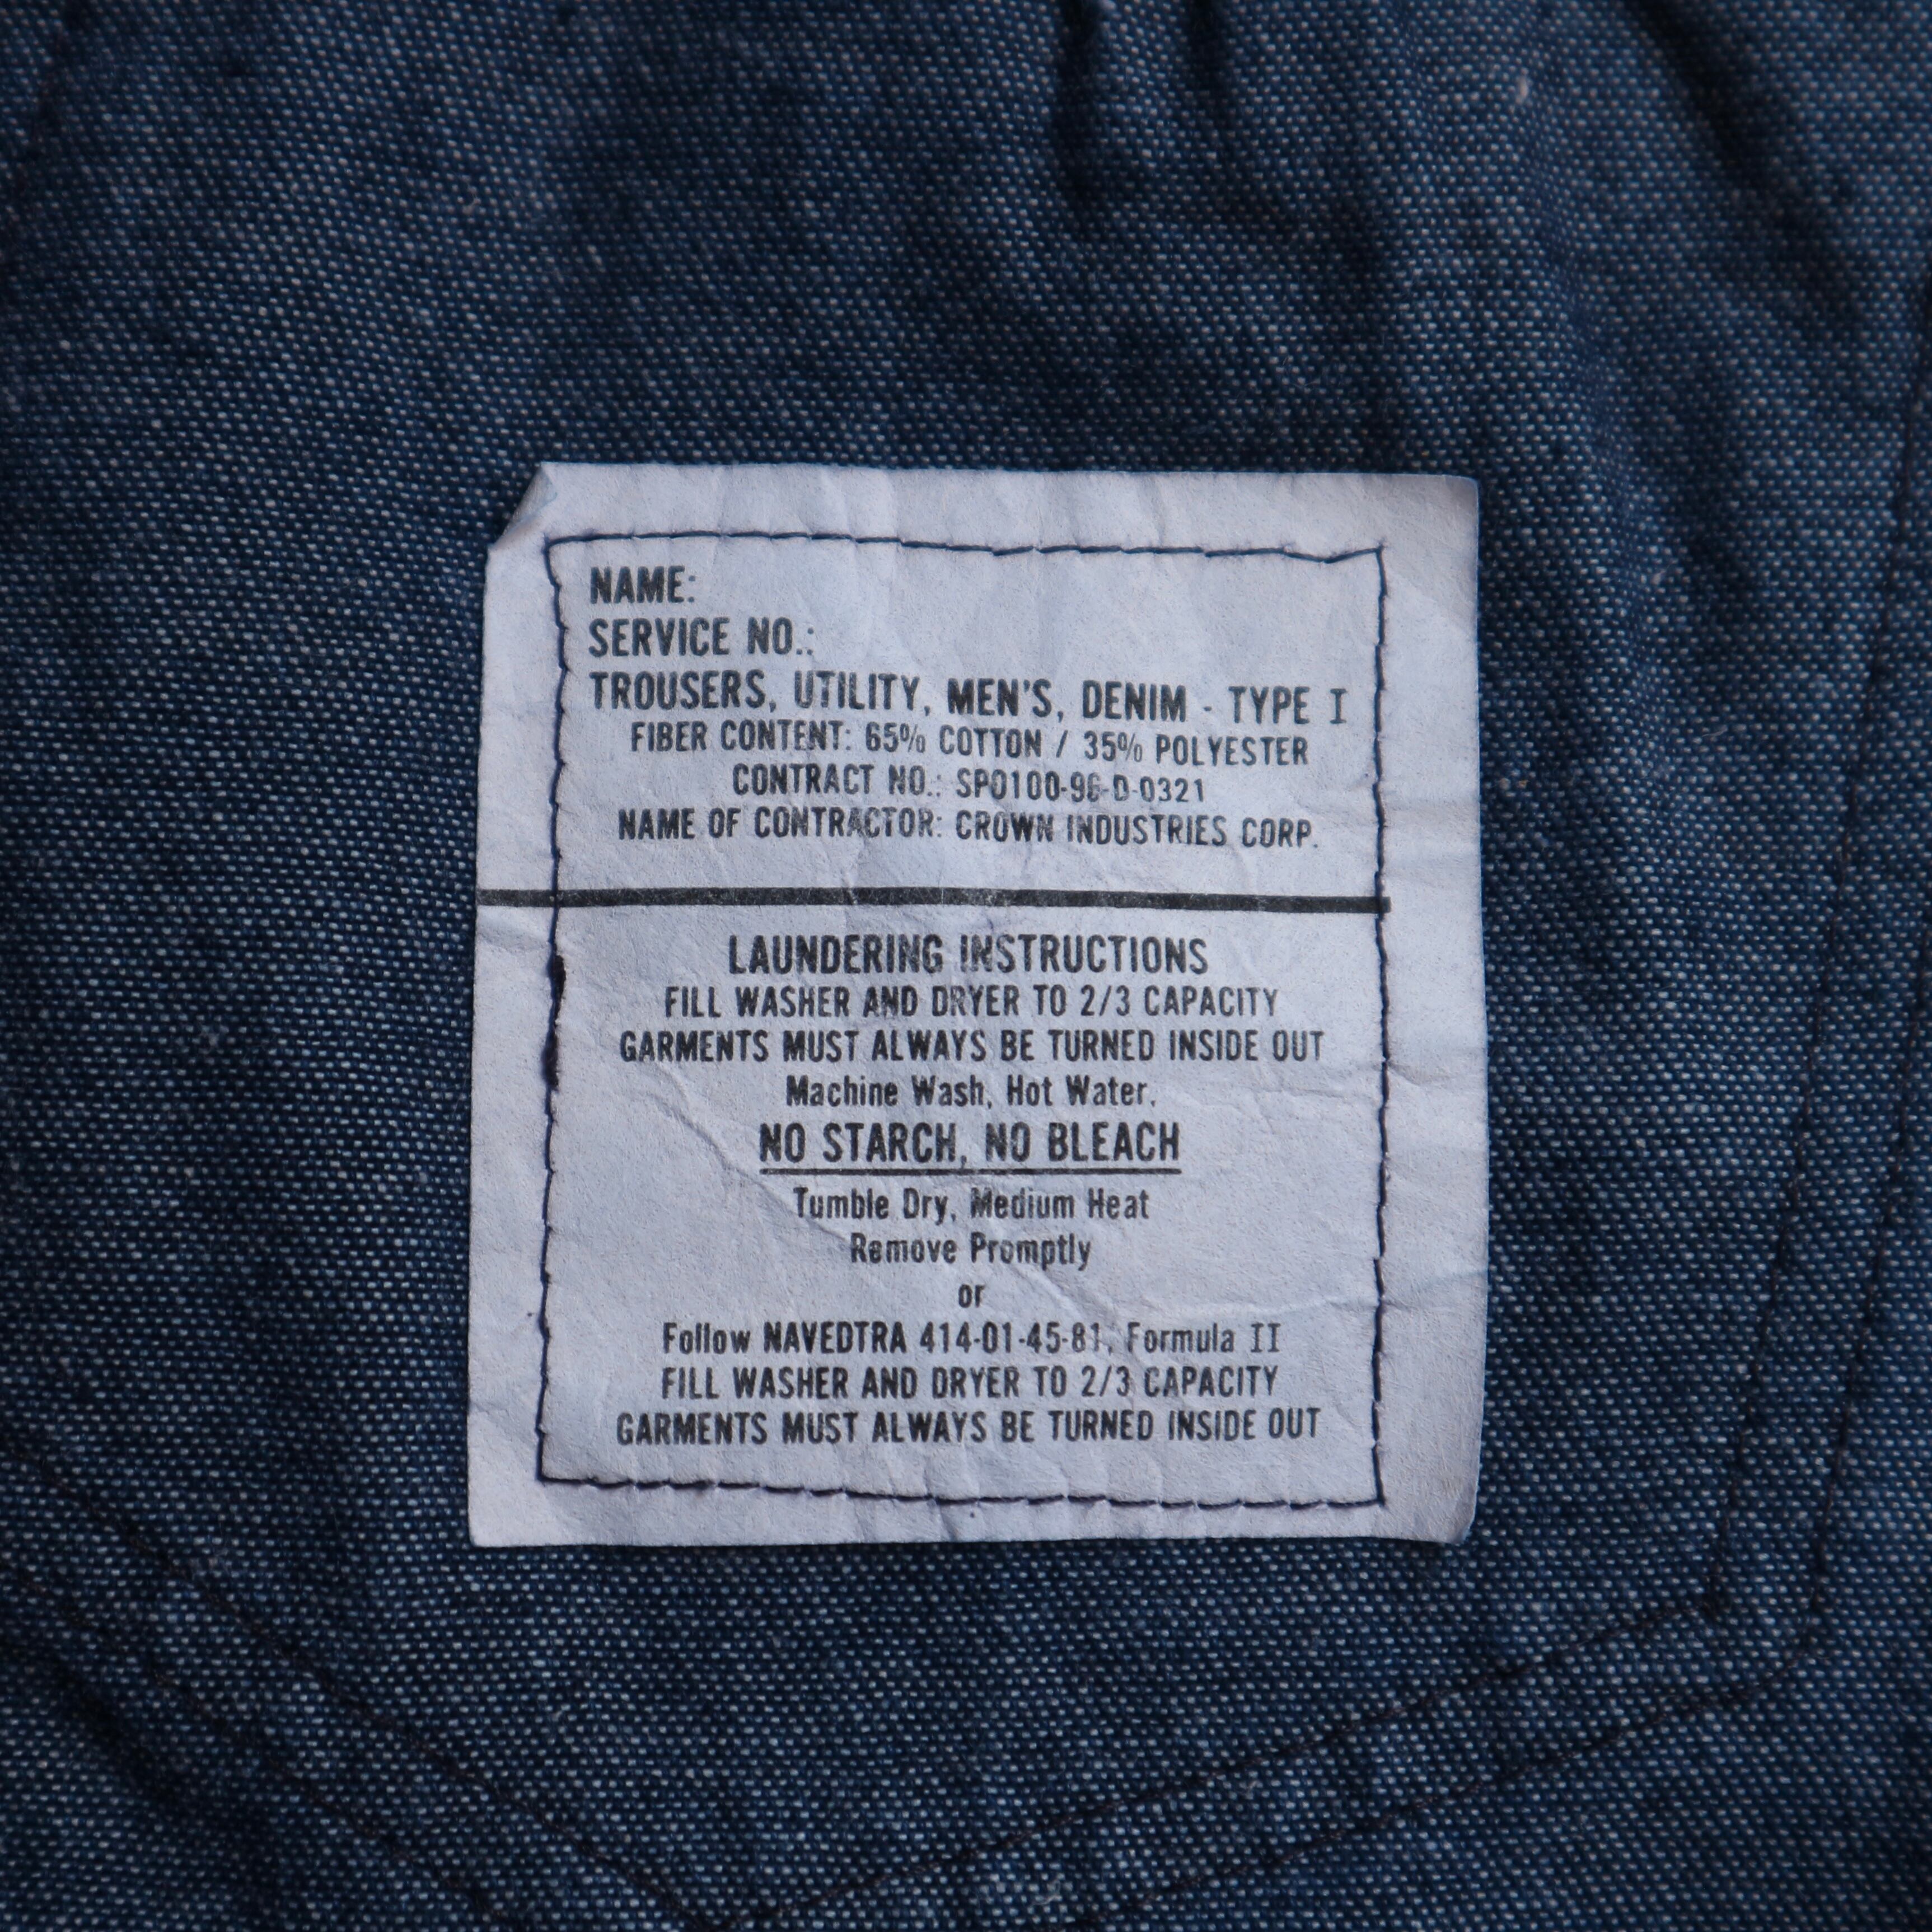 NAME:
SERVICE NO.:
TROUSERS, UTILITY, MEN'S, DENIM - TYPE I
FIBER CONTENT: 65% COTTON / 35% POLYESTER
CONTRACT NO.: SPO100-96-D-0321
NAME OF CONTRACTOR: CROWN INDUSTRIES CORP.
LAUNDERING INSTRUCTIONS
FILL WASHER AND DRYER TO 2/3 CAPACITY
GARMENTS MUST ALWAYS BE TURNED INSIDE OUT
Machine Wash, Hot Water.
NO STARCH, NO BLEACH
Tumble Dry, Medium Heat
Remove Promptly
or
Follow NAVEDTRA 414-01-45-81, Formula II
FILL WASHER AND DRYER TO 2/3 CAPACITY
GARMENTS MUST ALWAYS BE TURNED INSIDE OUT